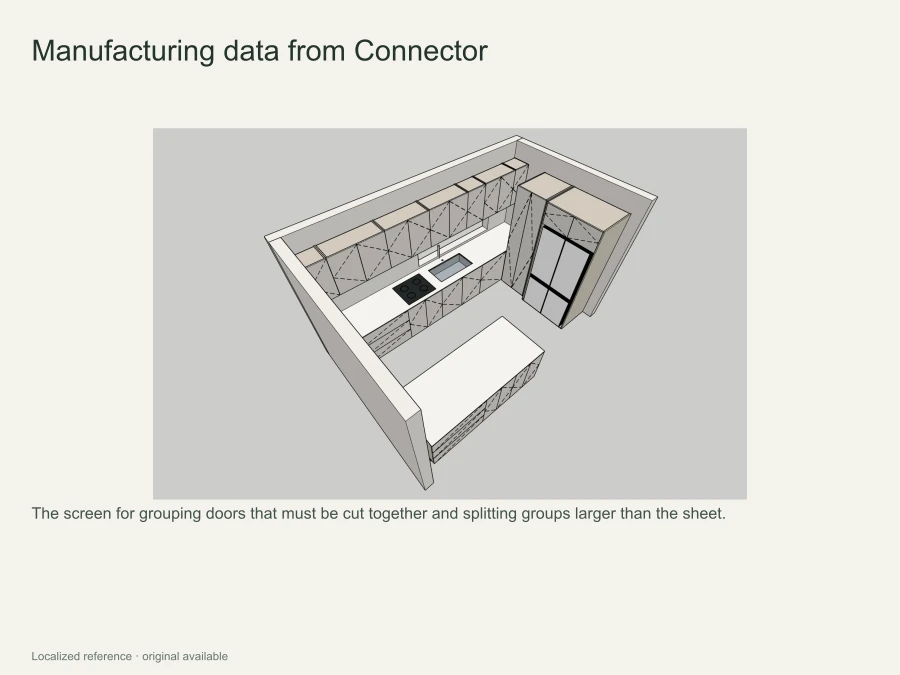 Manufacturing data from Connector
The screen for grouping doors that must be cut together and splitting groups larger than the sheet.
Localized reference · original available